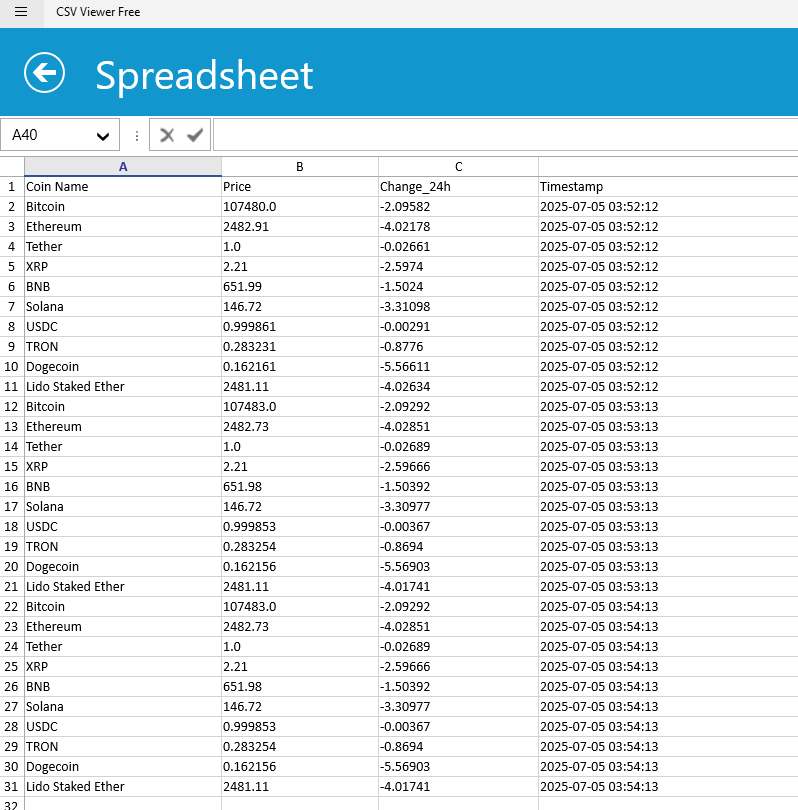 CSV Viewer Free
Spreadsheet
A40
A B C
1 Coin Name Price Change_24h Timestamp
2 Bitcoin 107480.0 -2.09582 2025-07-05 03:52:12
3 Ethereum 2482.91 -4.02178 2025-07-05 03:52:12
4 Tether 1.0 -0.02661 2025-07-05 03:52:12
5 XRP 2.21 -2.5974 2025-07-05 03:52:12
6 BNB 651.99 -1.5024 2025-07-05 03:52:12
7 Solana 146.72 -3.31098 2025-07-05 03:52:12
8 USDC 0.999861 -0.00291 2025-07-05 03:52:12
9 TRON 0.283231 -0.8776 2025-07-05 03:52:12
10 Dogecoin 0.162161 -5.56611 2025-07-05 03:52:12
11 Lido Staked Ether 2481.11 -4.02634 2025-07-05 03:52:12
12 Bitcoin 107483.0 -2.09292 2025-07-05 03:53:13
13 Ethereum 2482.73 -4.02851 2025-07-05 03:53:13
14 Tether 1.0 -0.02689 2025-07-05 03:53:13
15 XRP 2.21 -2.59666 2025-07-05 03:53:13
16 BNB 651.98 -1.50392 2025-07-05 03:53:13
17 Solana 146.72 -3.30977 2025-07-05 03:53:13
18 USDC 0.999853 -0.00367 2025-07-05 03:53:13
19 TRON 0.283254 -0.8694 2025-07-05 03:53:13
20 Dogecoin 0.162156 -5.56903 2025-07-05 03:53:13
21 Lido Staked Ether 2481.11 -4.01741 2025-07-05 03:53:13
22 Bitcoin 107483.0 -2.09292 2025-07-05 03:54:13
23 Ethereum 2482.73 -4.02851 2025-07-05 03:54:13
24 Tether 1.0 -0.02689 2025-07-05 03:54:13
25 XRP 2.21 -2.59666 2025-07-05 03:54:13
26 BNB 651.98 -1.50392 2025-07-05 03:54:13
27 Solana 146.72 -3.30977 2025-07-05 03:54:13
28 USDC 0.999853 -0.00367 2025-07-05 03:54:13
29 TRON 0.283254 -0.8694 2025-07-05 03:54:13
30 Dogecoin 0.162156 -5.56903 2025-07-05 03:54:13
31 Lido Staked Ether 2481.11 -4.01741 2025-07-05 03:54:13
32